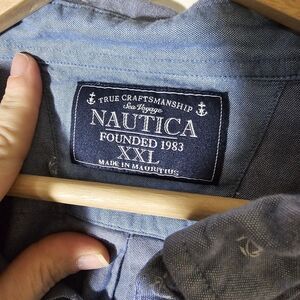 TRUE CRAFTSMANSHIP
Sea Voyage
NAUTICA
FOUNDED 1983
XXL
MADE IN MAURITIUS